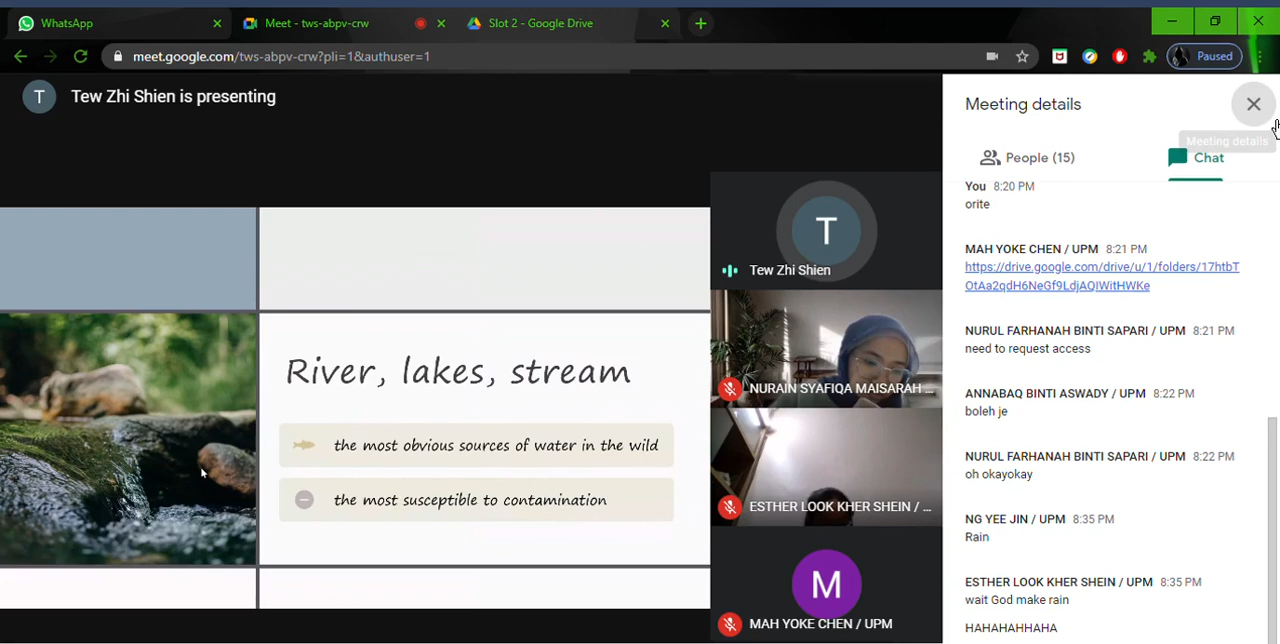 WhatsApp
Meet - tws-abpv-crw
Slot 2 - Google Drive
meet.google.com/tws-abpv-crw?pli=1&authuser=1
Paused
T
Tew Zhi Shien is presenting
River, lakes, stream
the most obvious sources of water in the wild
the most susceptible to contamination
T
Tew Zhi Shien
NURAIN SYAFIQA MAISARAH ...
ESTHER LOOK KHER SHEIN / ...
M
MAH YOKE CHEN / UPM
Meeting details
Meeting details
People (15)
Chat
You 8:20 PM
orite
MAH YOKE CHEN / UPM 8:21 PM
https://drive.google.com/drive/u/1/folders/17htbT
OtAa2qdH6NeGf9LdjAQIWitHWKe
NURUL FARHANAH BINTI SAPARI / UPM 8:21 PM
need to request access
ANNABAQ BINTI ASWADY / UPM 8:22 PM
boleh je
NURUL FARHANAH BINTI SAPARI / UPM 8:22 PM
oh okayokay
NG YEE JIN / UPM 8:35 PM
Rain
ESTHER LOOK KHER SHEIN / UPM 8:35 PM
wait God make rain
HAHAHAHHAHA